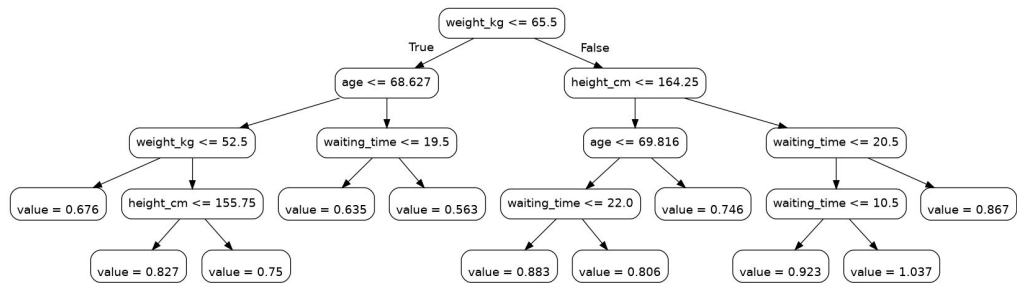 weight_kg <= 65.5
True
False
age <= 68.627
height_cm <= 164.25
weight_kg <= 52.5
waiting_time <= 19.5
age <= 69.816
waiting_time <= 20.5
value = 0.676
height_cm <= 155.75
value = 0.635
value = 0.563
waiting_time <= 22.0
value = 0.746
waiting_time <= 10.5
value = 0.867
value = 0.827
value = 0.75
value = 0.883
value = 0.806
value = 0.923
value = 1.037